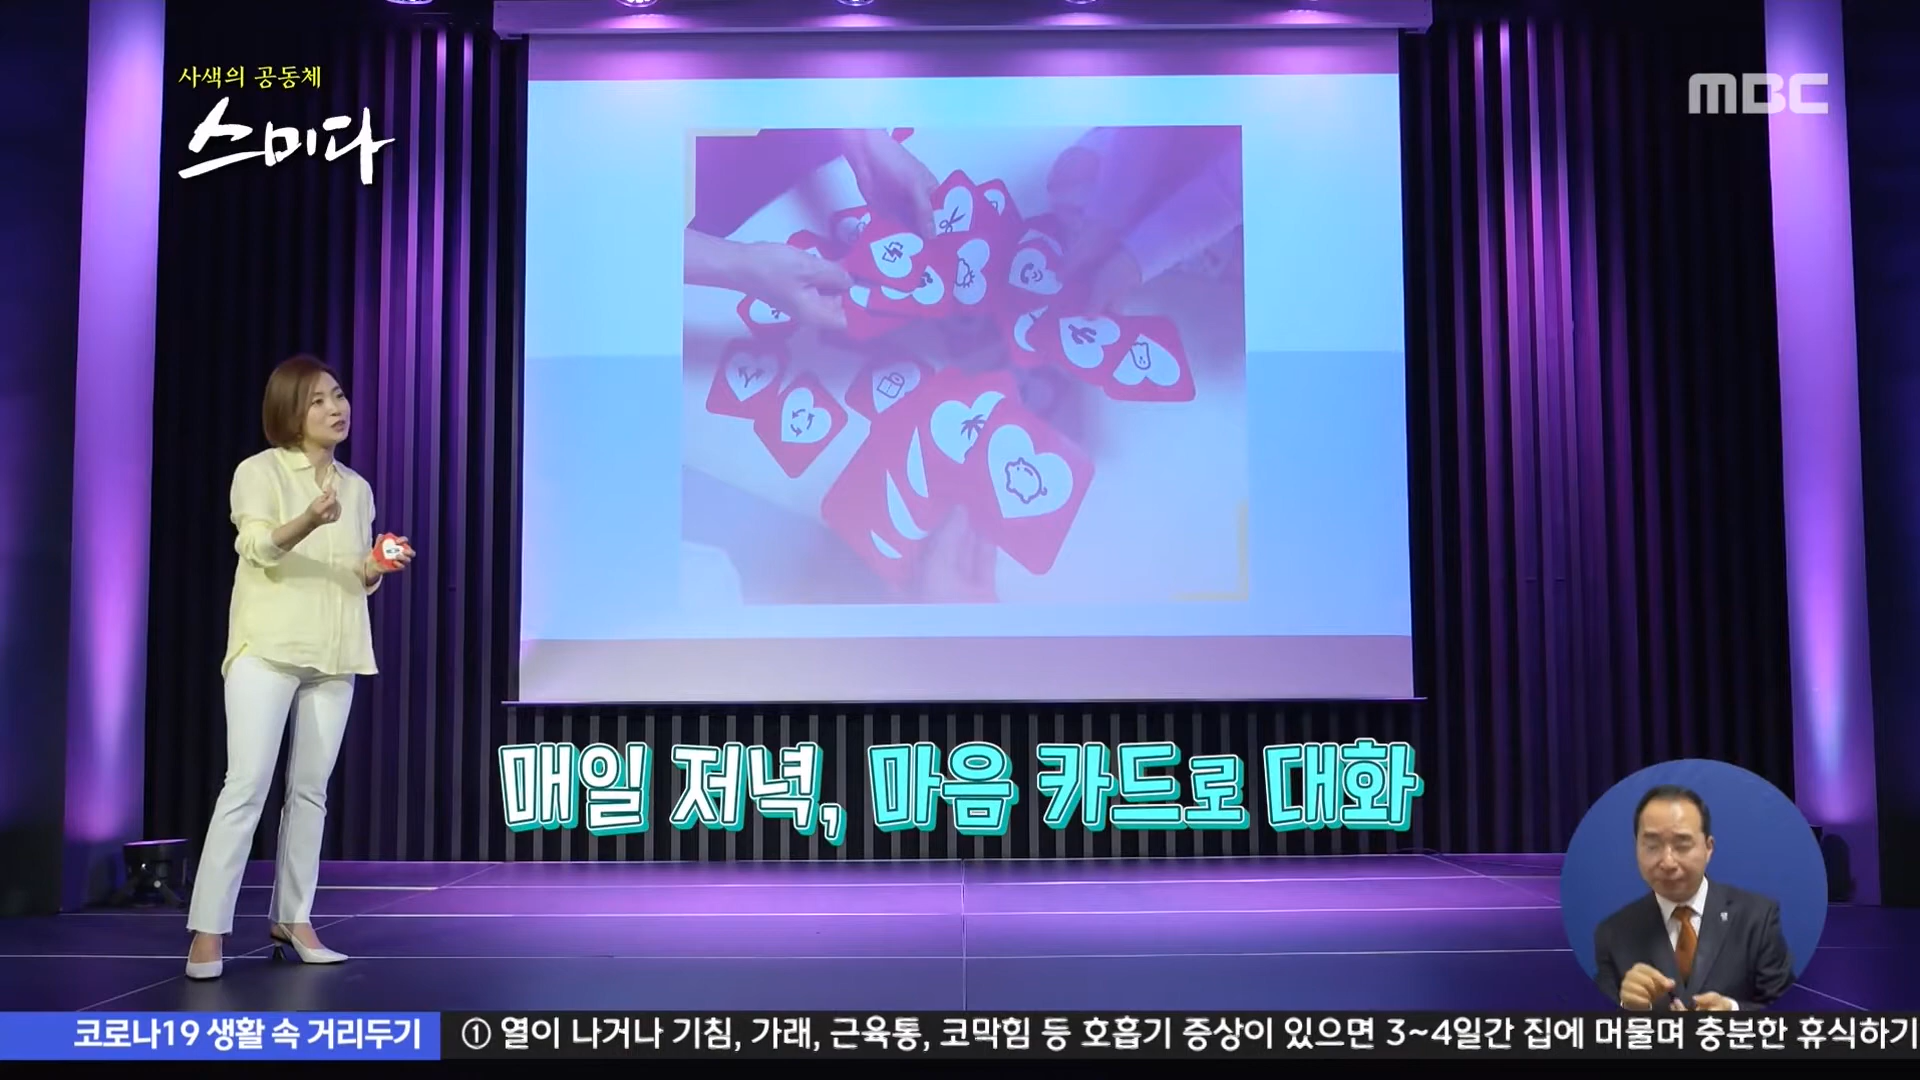 사색의 공동체
스미다
MBC
매일 저녁, 마음 카드로 대화
코로나19 생활 속 거리두기
① 열이 나거나 기침, 가래, 근육통, 코막힘 등 호흡기 증상이 있으면 3~4일간 집에 머물며 충분한 휴식하기